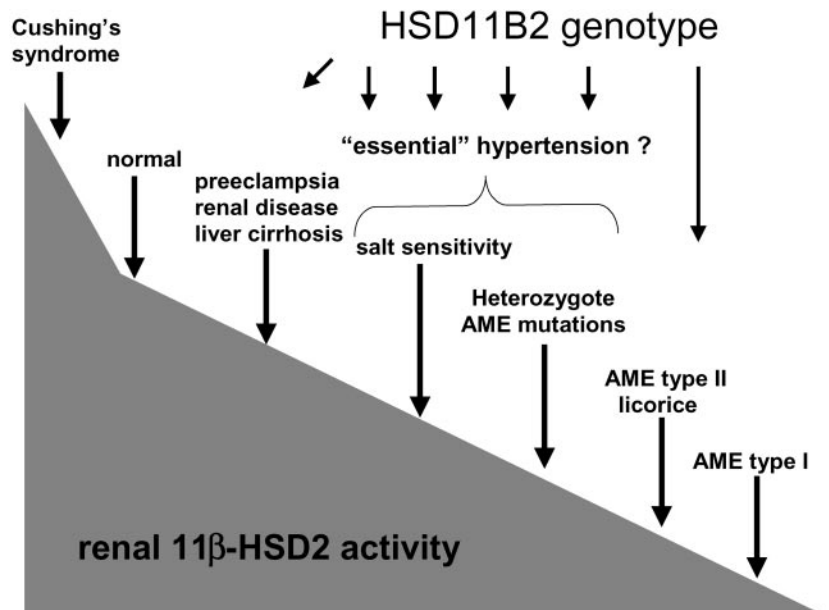 Cushing's
syndrome
HSD11B2 genotype
normal
"essential" hypertension ?
preeclampsia
renal disease
liver cirrhosis
salt sensitivity
Heterozygote
AME mutations
AME type II
licorice
AME type I
renal 11β-HSD2 activity